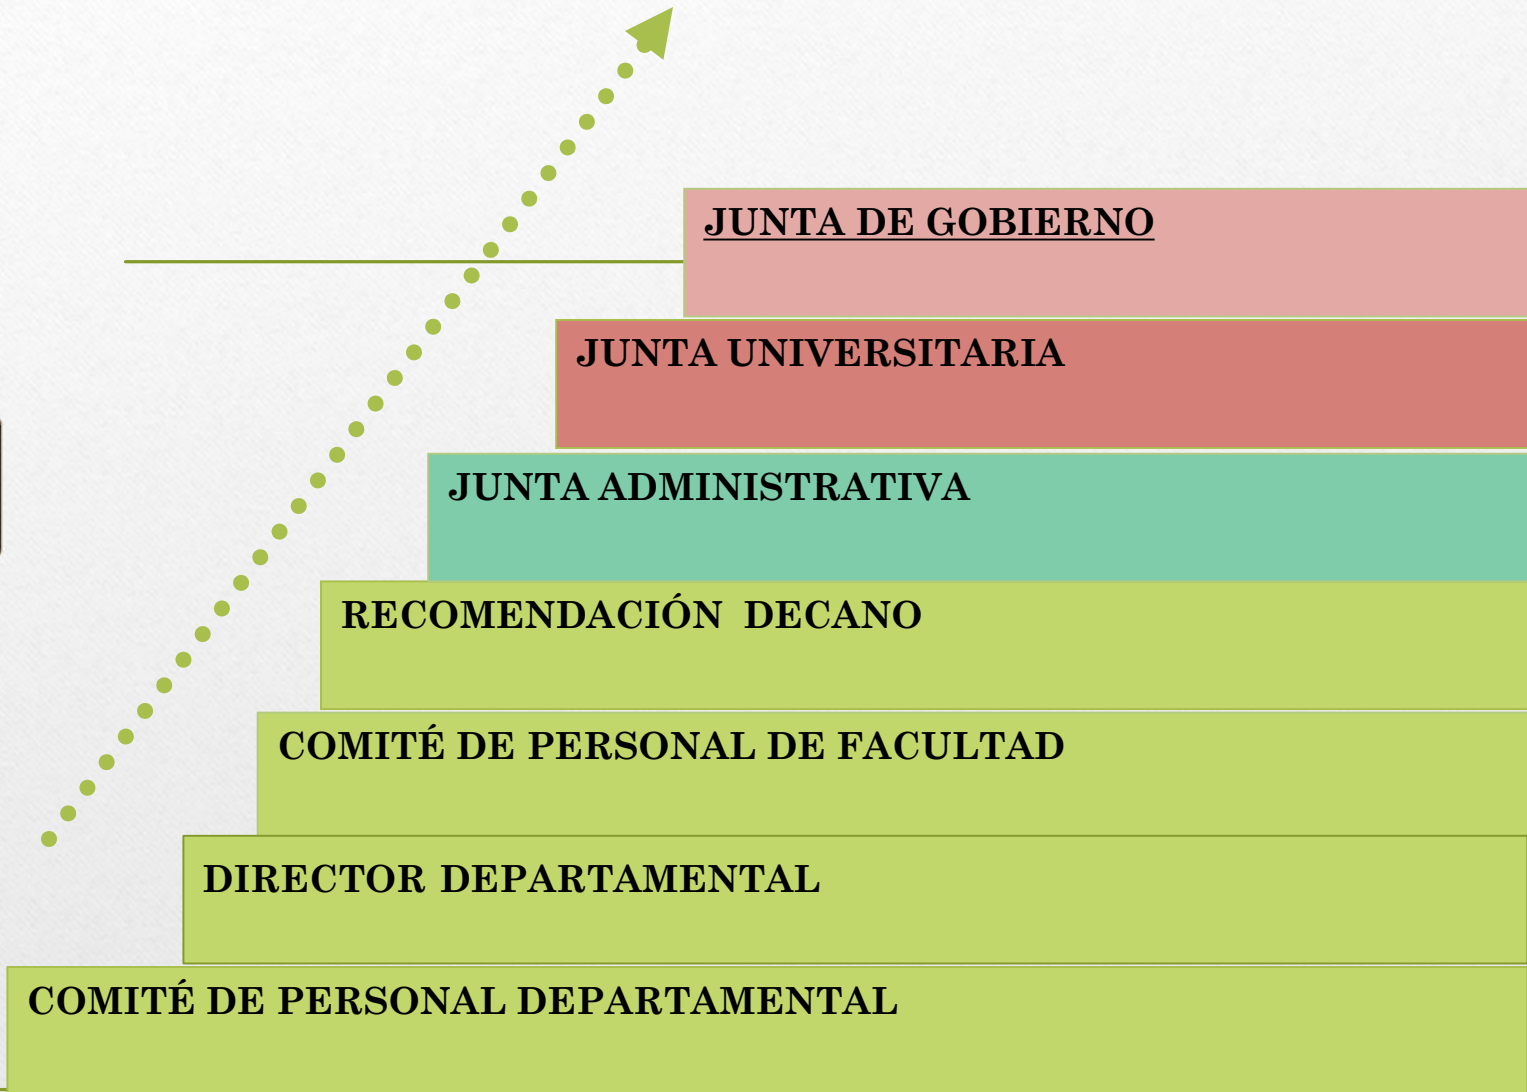 JUNTA DE GOBIERNO
JUNTA UNIVERSITARIA
JUNTA ADMINISTRATIVA
RECOMENDACIÓN  DECANO
COMITÉ DE PERSONAL DE FACULTAD
DIRECTOR DEPARTAMENTAL
COMITÉ DE PERSONAL DEPARTAMENTAL